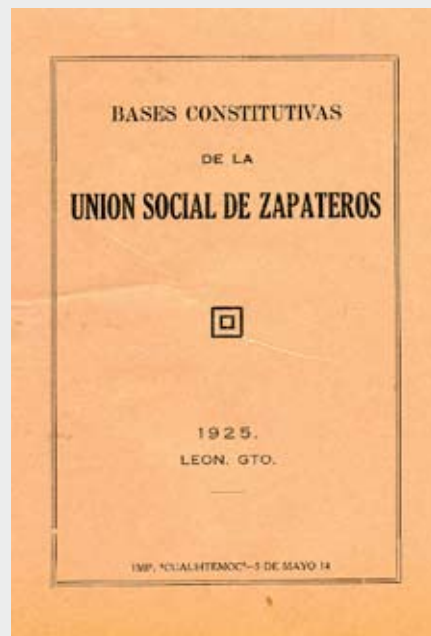 BASES CONSTITUTIVAS
DE LA
UNION SOCIAL DE ZAPATEROS
1925.
LEON. GTO.
IMP. "CUAUHTEMOC"–5 DE MAYO 14